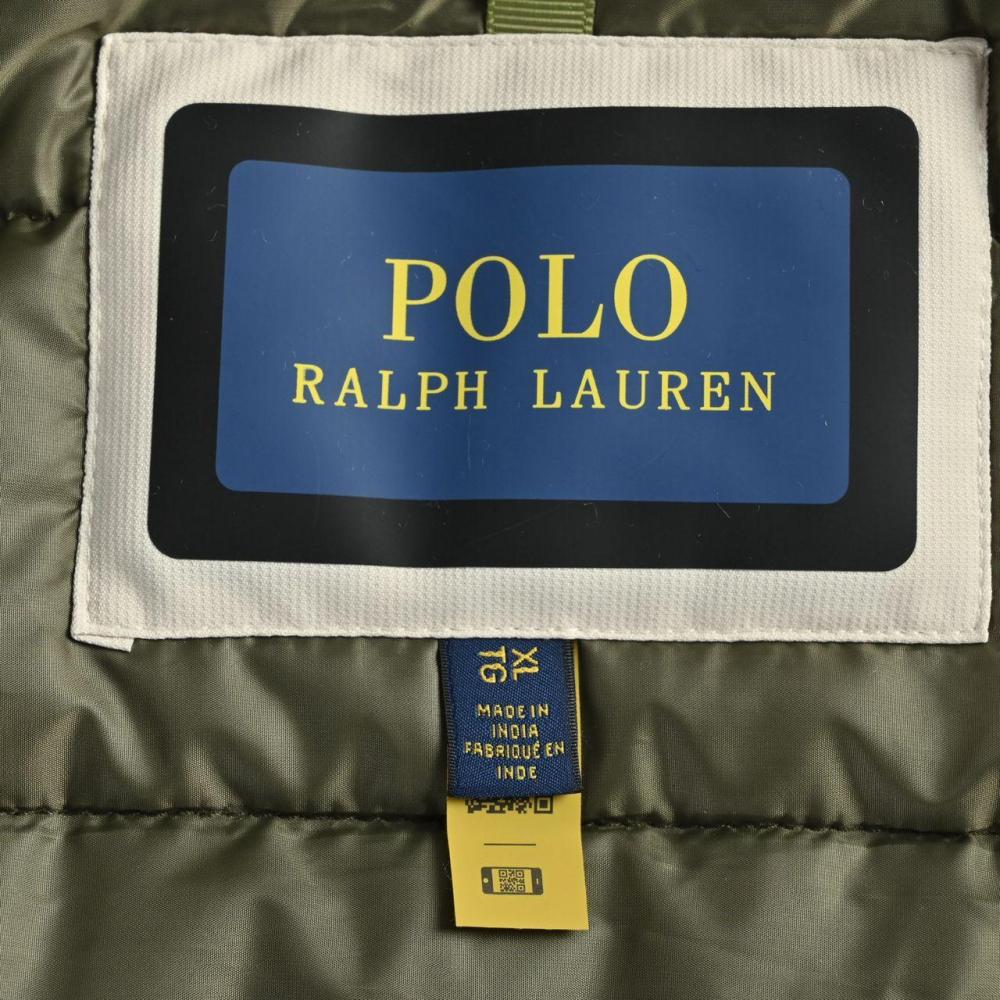 POLO
RALPH LAUREN
XL
TG
MADE IN
INDIA
FABRIQUÉ EN
INDE